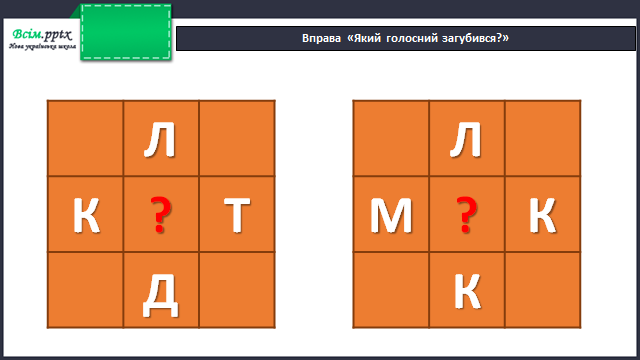 Всім.pptx
Нова українська школа
Вправа «Який голосний загубився?»
Л
К ? Т
Д
Л
М ? К
К